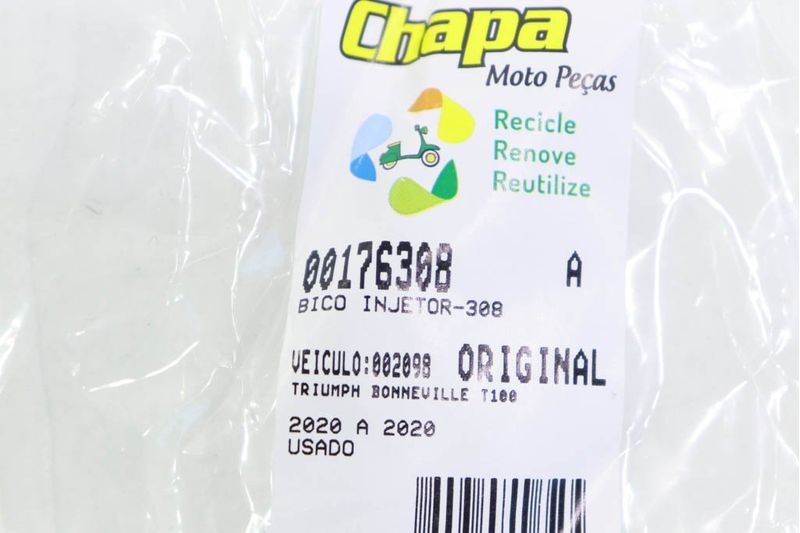 Chapa
Moto Peças
Recicle
Renove
Reutilize
00176308 A
BICO INJETOR-308
VEICULO:002098 ORIGINAL
TRIUMPH BONNEVILLE T100
2020 A 2020
USADO